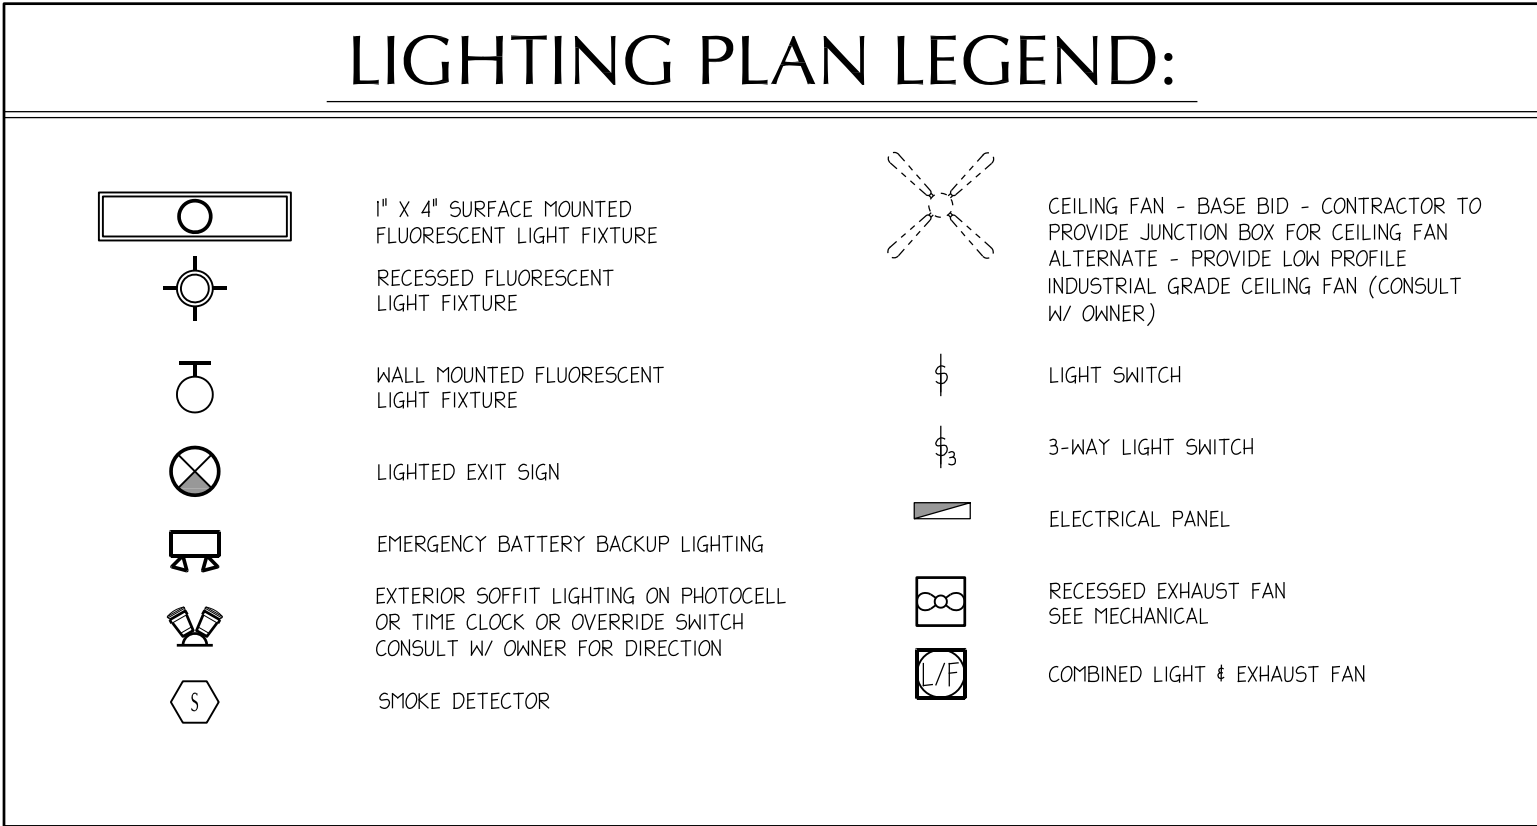 LIGHTING PLAN LEGEND:
1" X 4" SURFACE MOUNTED
FLUORESCENT LIGHT FIXTURE
RECESSED FLUORESCENT
LIGHT FIXTURE
WALL MOUNTED FLUORESCENT
LIGHT FIXTURE
LIGHTED EXIT SIGN
EMERGENCY BATTERY BACKUP LIGHTING
EXTERIOR SOFFIT LIGHTING ON PHOTOCELL
OR TIME CLOCK OR OVERRIDE SWITCH
CONSULT W/ OWNER FOR DIRECTION
S
SMOKE DETECTOR
CEILING FAN - BASE BID - CONTRACTOR TO
PROVIDE JUNCTION BOX FOR CEILING FAN
ALTERNATE - PROVIDE LOW PROFILE
INDUSTRIAL GRADE CEILING FAN (CONSULT
W/ OWNER)
$
LIGHT SWITCH
$3
3-WAY LIGHT SWITCH
ELECTRICAL PANEL
RECESSED EXHAUST FAN
SEE MECHANICAL
L/F
COMBINED LIGHT & EXHAUST FAN